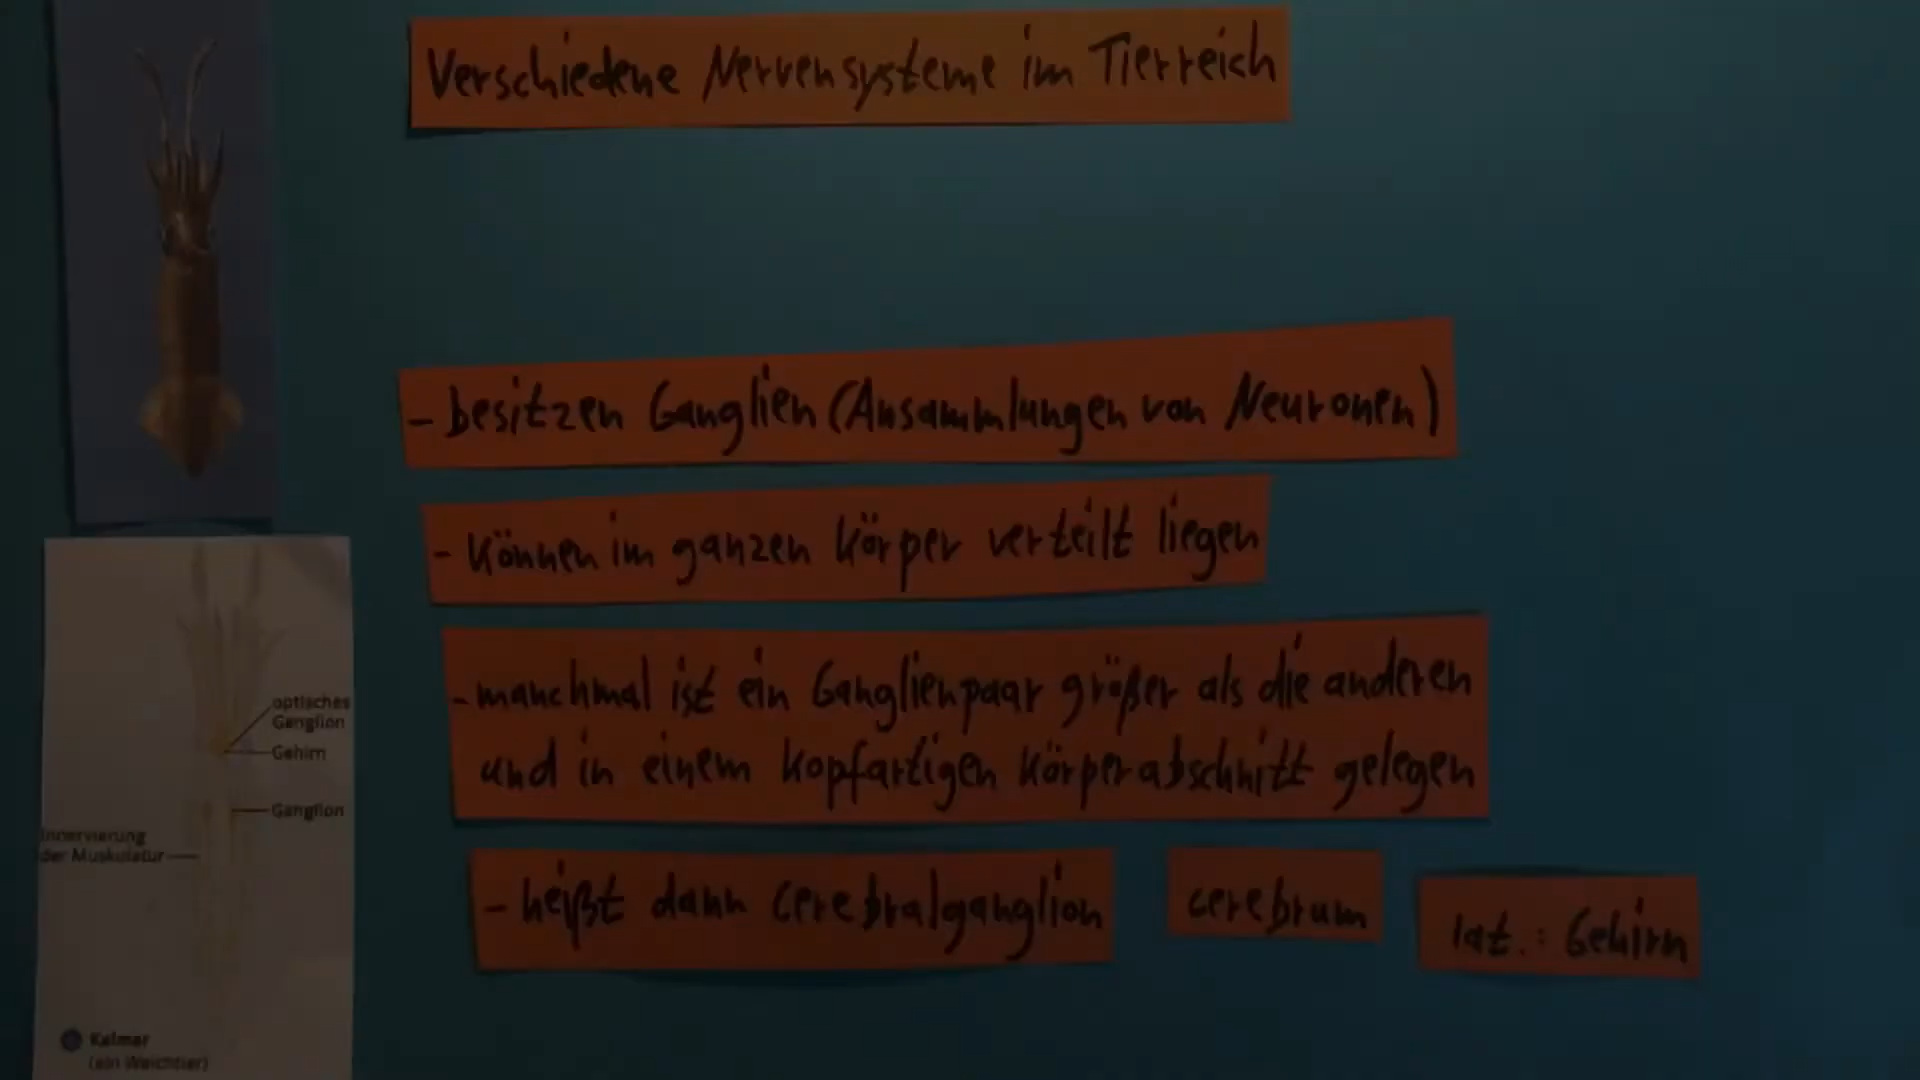 Verschiedene Nervensysteme im Tierreich
- besitzen Ganglien (Ansammlungen von Neuronen)
- können im ganzen Körper verteilt liegen
- manchmal ist ein Ganglienpaar größer als die anderen
und in einem kopfartigen Körperabschnitt gelegen
- heißt dann Cerebralganglion
cerebrum
lat.: Gehirn
optisches
Ganglion
Gehirn
Ganglion
Innervierung
der Muskulatur
Kalmar
(ein Weichtier)